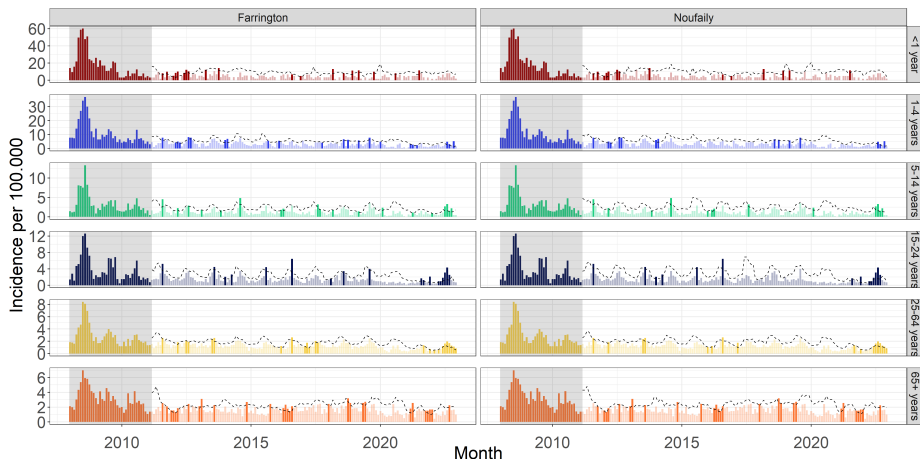 Farrington Noufaily
Incidence per 100.000
60
40
20
0
< 1 year
30
20
10
0
1-4 years
10
5
0
5-14 years
12
8
4
0
15-24 years
8
6
4
2
0
25-64 years
6
4
2
0
65+ years
2010 2015 2020 2010 2015 2020
Month